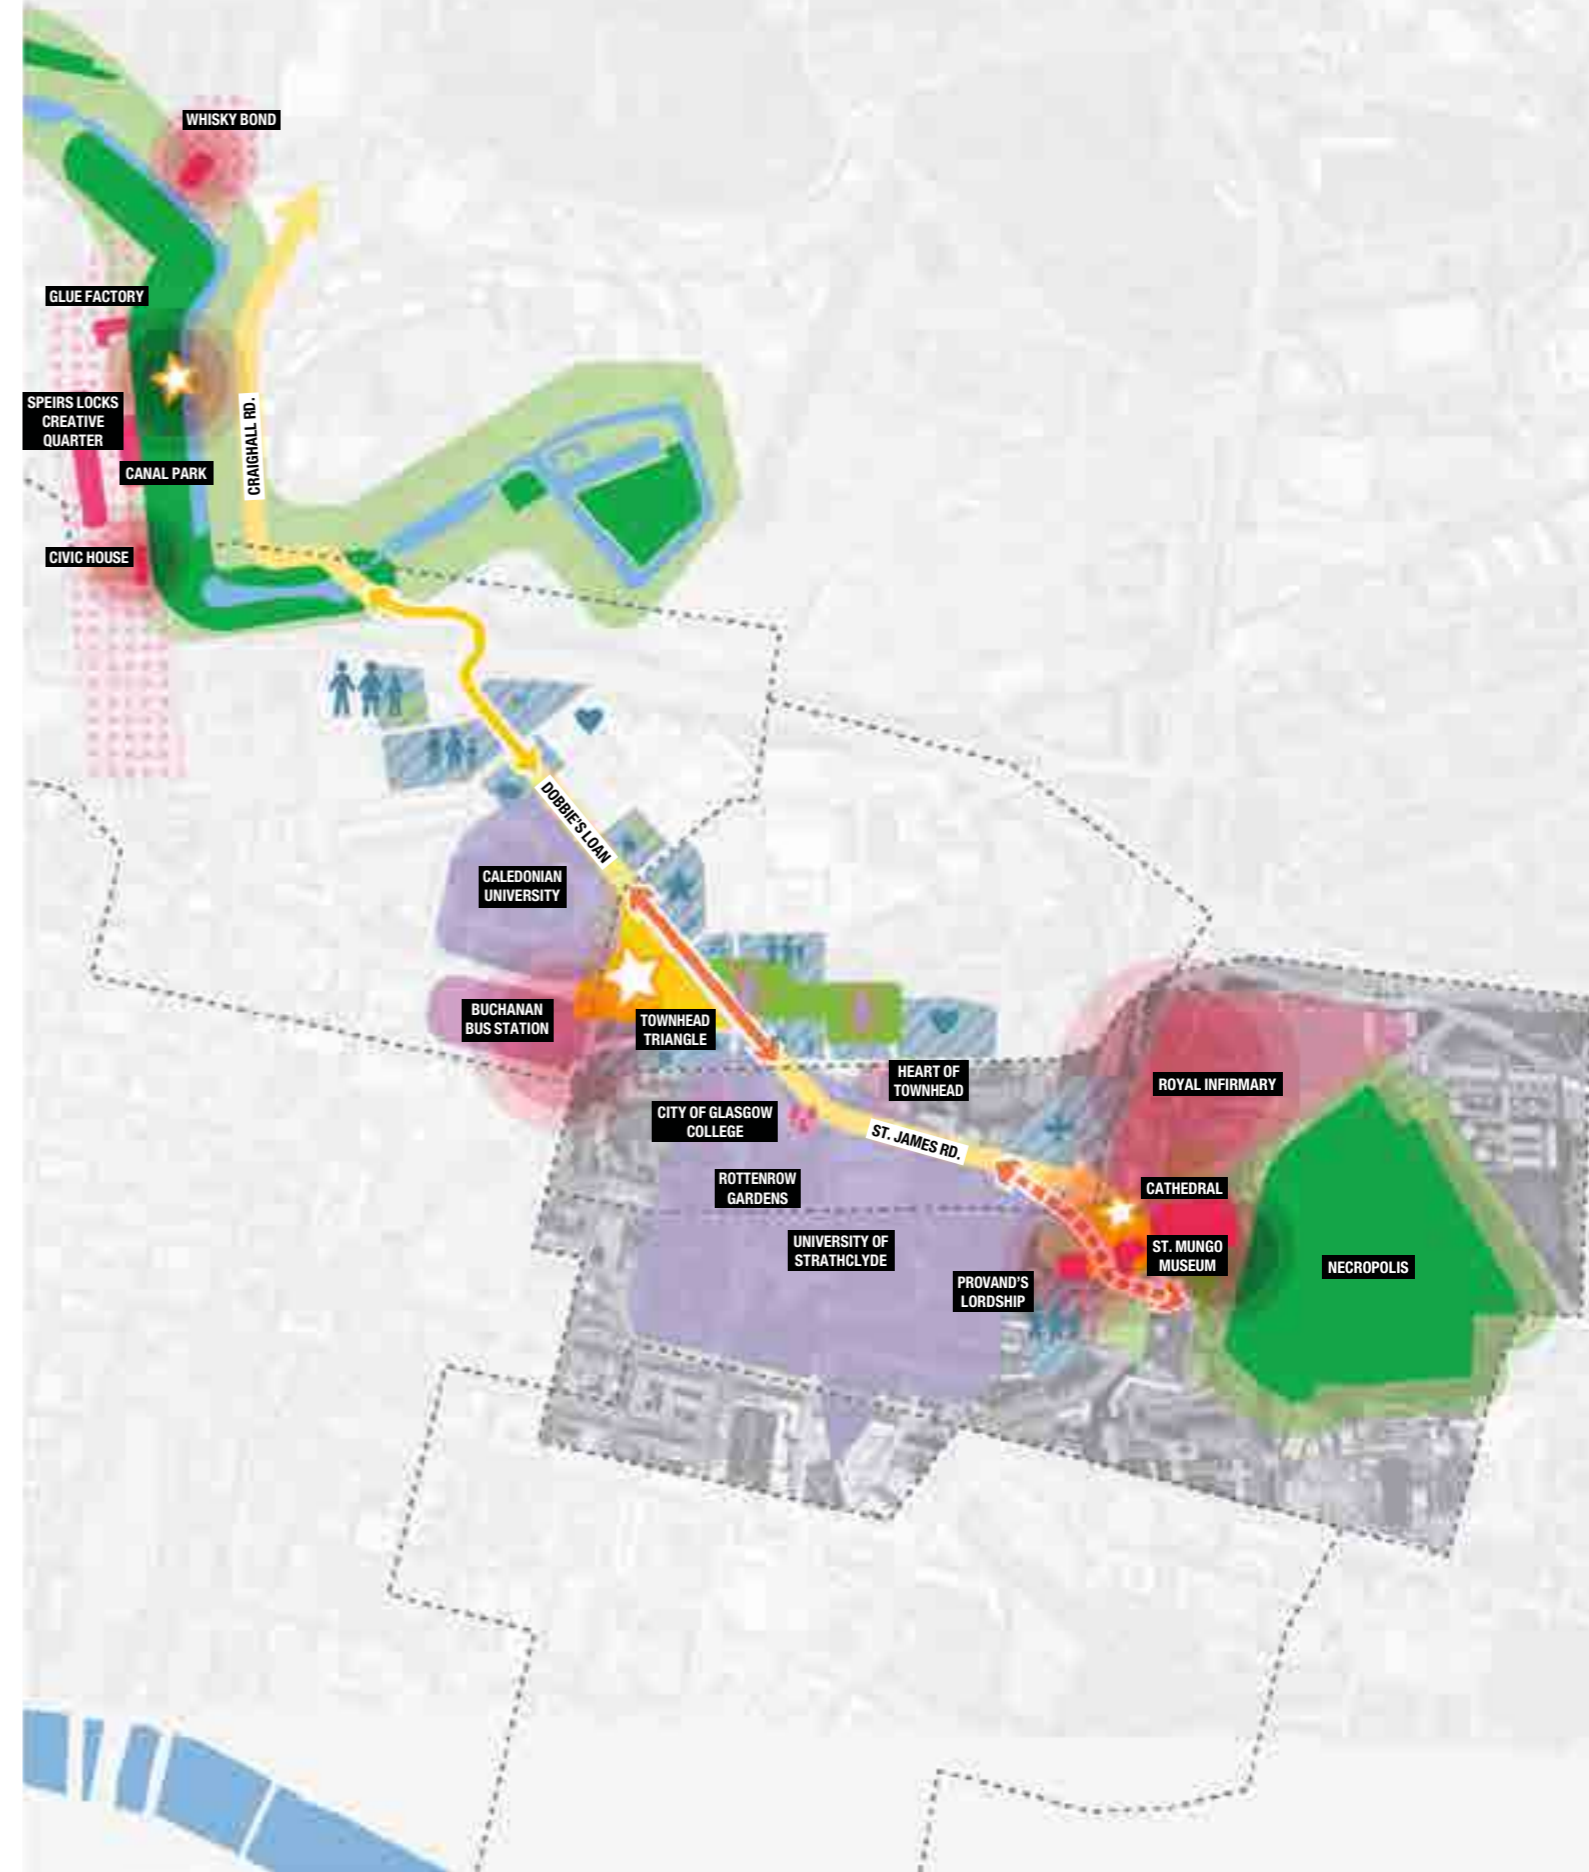 WHISKY BOND
GLUE FACTORY
SPEIRS LOCKS
CREATIVE
QUARTER
CRAIGHALL RD.
CANAL PARK
CIVIC HOUSE
DOBBIE'S LOAN
CALEDONIAN
UNIVERSITY
BUCHANAN
BUS STATION
TOWNHEAD
TRIANGLE
HEART OF
TOWNHEAD
ROYAL INFIRMARY
CITY OF GLASGOW
COLLEGE
ST. JAMES RD.
ROTTENROW
GARDENS
CATHEDRAL
UNIVERSITY OF
STRATHCLYDE
ST. MUNGO
MUSEUM
NECROPOLIS
PROVAND'S
LORDSHIP